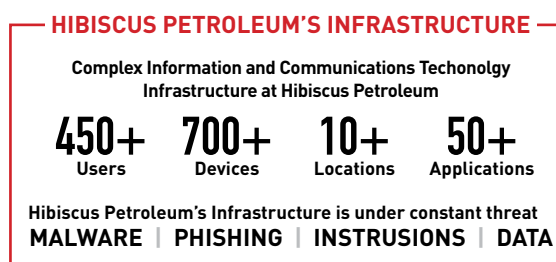 HIBISCUS PETROLEUM'S INFRASTRUCTURE
Complex Information and Communications Techonolgy
Infrastructure at Hibiscus Petroleum
450+ 700+ 10+ 50+
Users Devices Locations Applications
Hibiscus Petroleum's Infrastructure is under constant threat
MALWARE | PHISHING | INSTRUSIONS | DATA